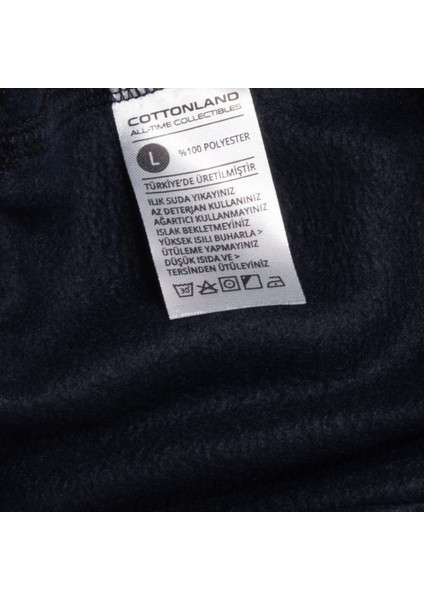 COTTONLAND
ALL-TIME COLLECTIBLES
L %100 POLYESTER
TÜRKİYE'DE ÜRETİLMİŞTİR
ILIK SUDA YIKAYINIZ
AZ DETERJAN KULLANINIZ
AĞARTICI KULLANMAYINIZ
ISLAK BEKLETMEYİNİZ
YÜKSEK ISILI BUHARLA >
ÜTÜLEME YAPMAYINIZ
DÜŞÜK ISIDA VE >
TERSİNDEN ÜTÜLEYİNİZ
30